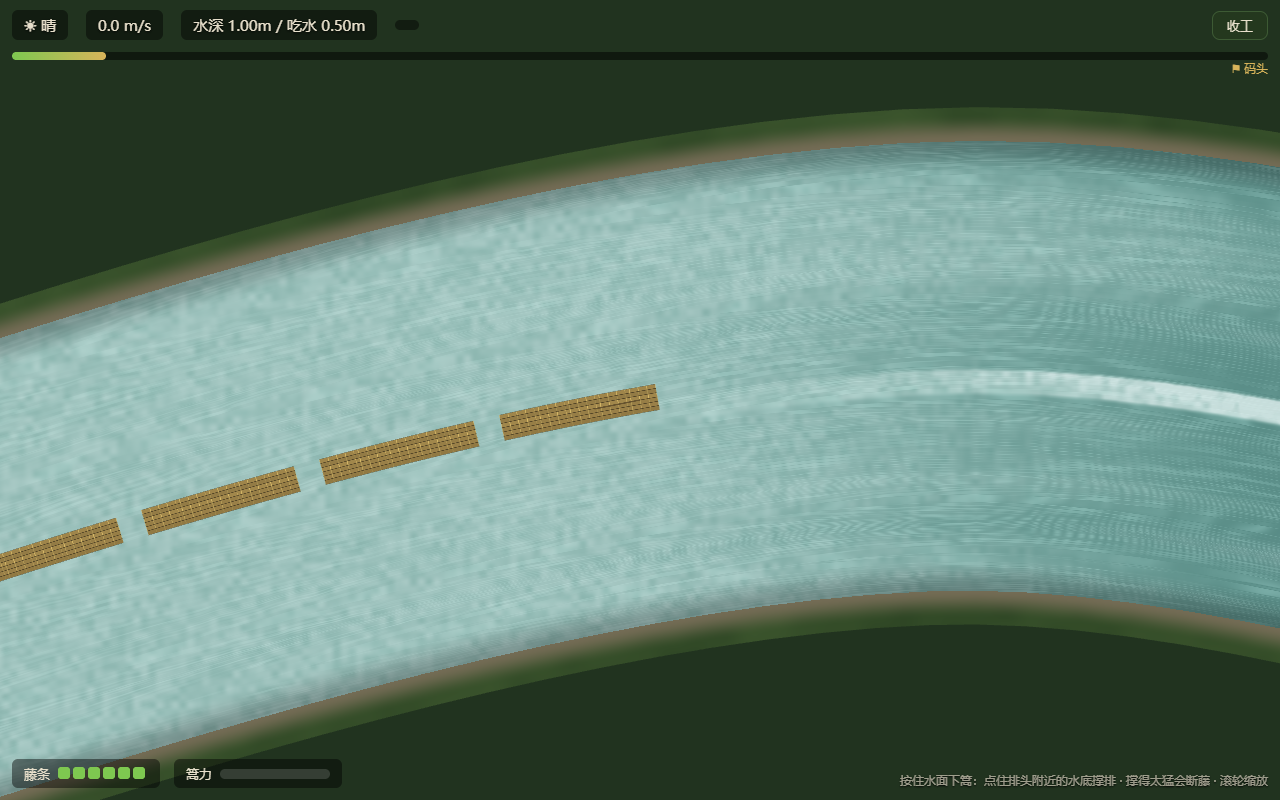 ☀ 晴 0.0 m/s 水深 1.00m / 吃水 0.50m 收工
⚑ 码头
藤条 篙力 按住水面下篙：点住排头附近的水底撑排 · 撑得太猛会断藤 · 滚轮缩放